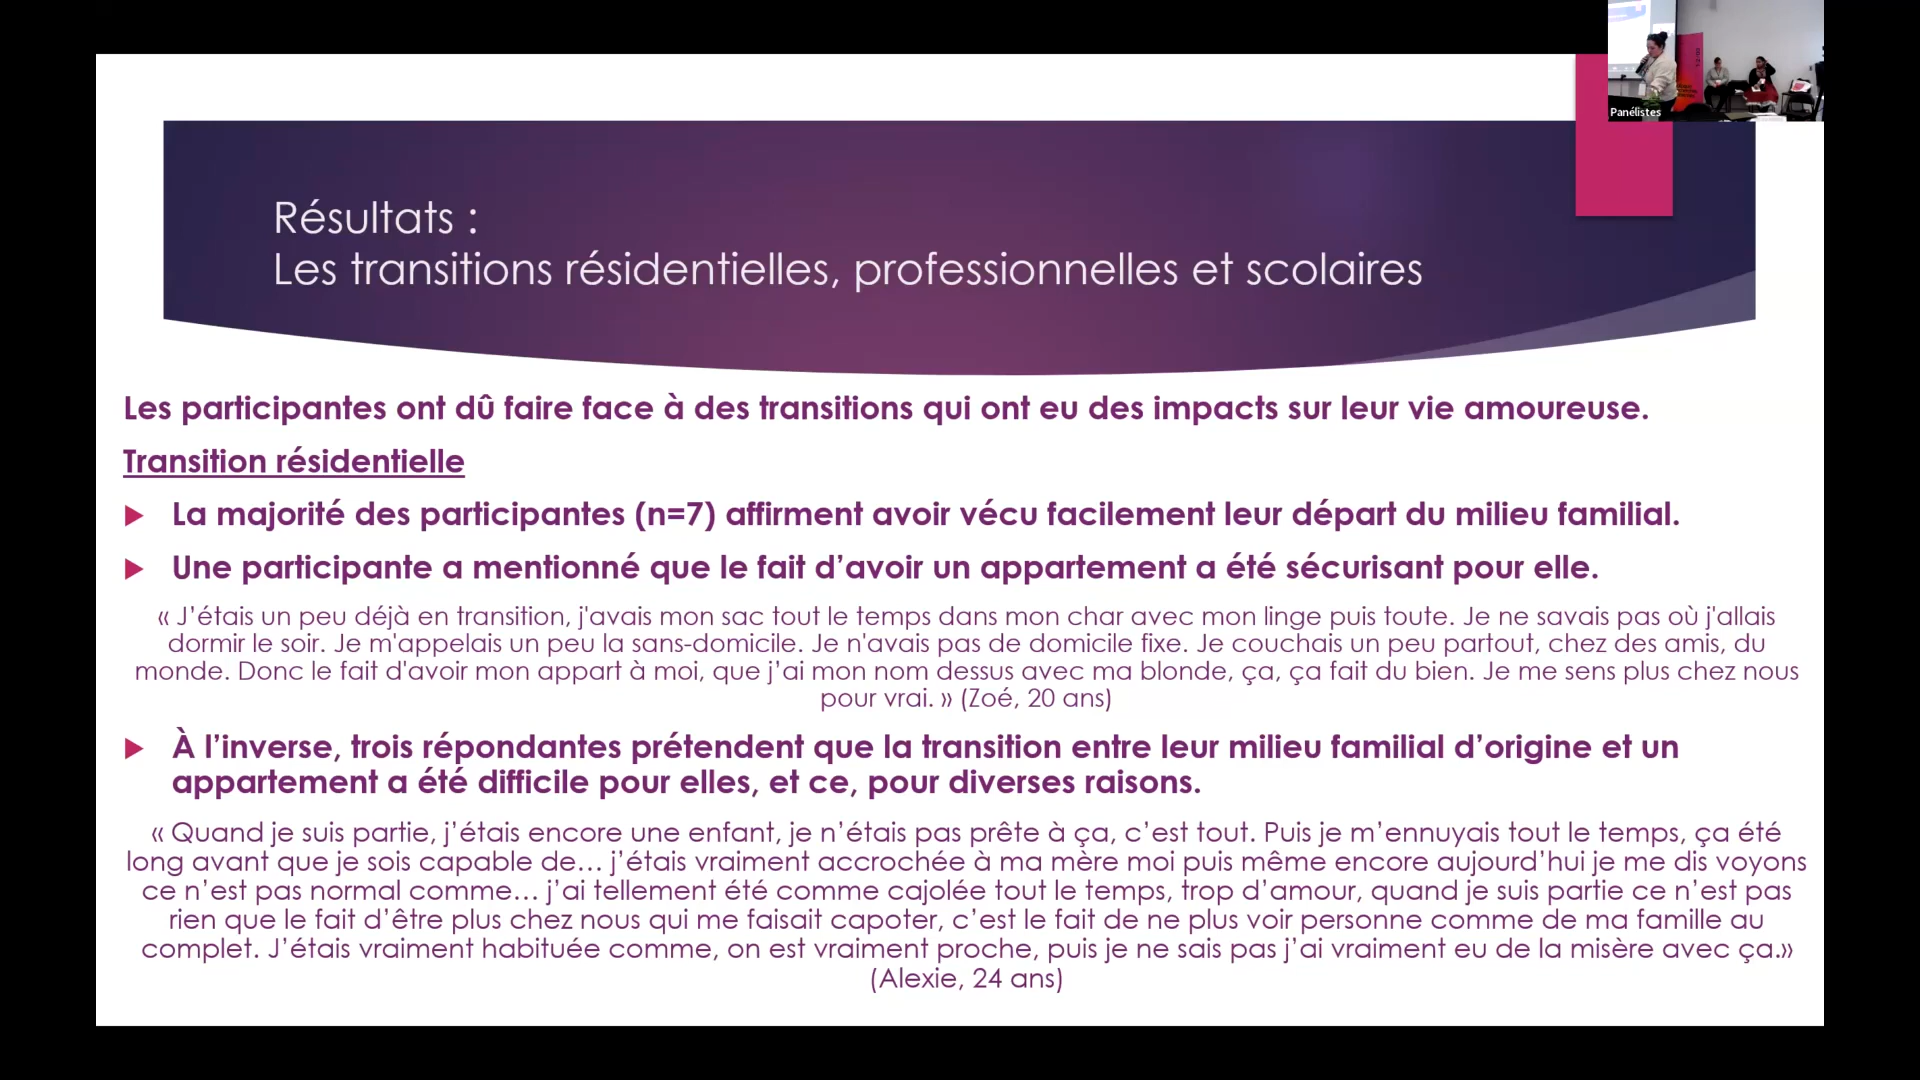 Panélistes
Résultats :
Les transitions résidentielles, professionnelles et scolaires
Les participantes ont dû faire face à des transitions qui ont eu des impacts sur leur vie amoureuse.
Transition résidentielle
La majorité des participantes (n=7) affirment avoir vécu facilement leur départ du milieu familial.
Une participante a mentionné que le fait d’avoir un appartement a été sécurisant pour elle.
« J’étais un peu déjà en transition, j'avais mon sac tout le temps dans mon char avec mon linge puis toute. Je ne savais pas où j'allais
dormir le soir. Je m'appelais un peu la sans-domicile. Je n'avais pas de domicile fixe. Je couchais un peu partout, chez des amis, du
monde. Donc le fait d'avoir mon appart à moi, que j’ai mon nom dessus avec ma blonde, ça, ça fait du bien. Je me sens plus chez nous
pour vrai. » (Zoé, 20 ans)
À l’inverse, trois répondantes prétendent que la transition entre leur milieu familial d’origine et un
appartement a été difficile pour elles, et ce, pour diverses raisons.
« Quand je suis partie, j’étais encore une enfant, je n’étais pas prête à ça, c’est tout. Puis je m’ennuyais tout le temps, ça été
long avant que je sois capable de… j’étais vraiment accrochée à ma mère moi puis même encore aujourd’hui je me dis voyons
ce n’est pas normal comme… j’ai tellement été comme cajolée tout le temps, trop d’amour, quand je suis partie ce n’est pas
rien que le fait d’être plus chez nous qui me faisait capoter, c’est le fait de ne plus voir personne comme de ma famille au
complet. J’étais vraiment habituée comme, on est vraiment proche, puis je ne sais pas j’ai vraiment eu de la misère avec ça.»
(Alexie, 24 ans)